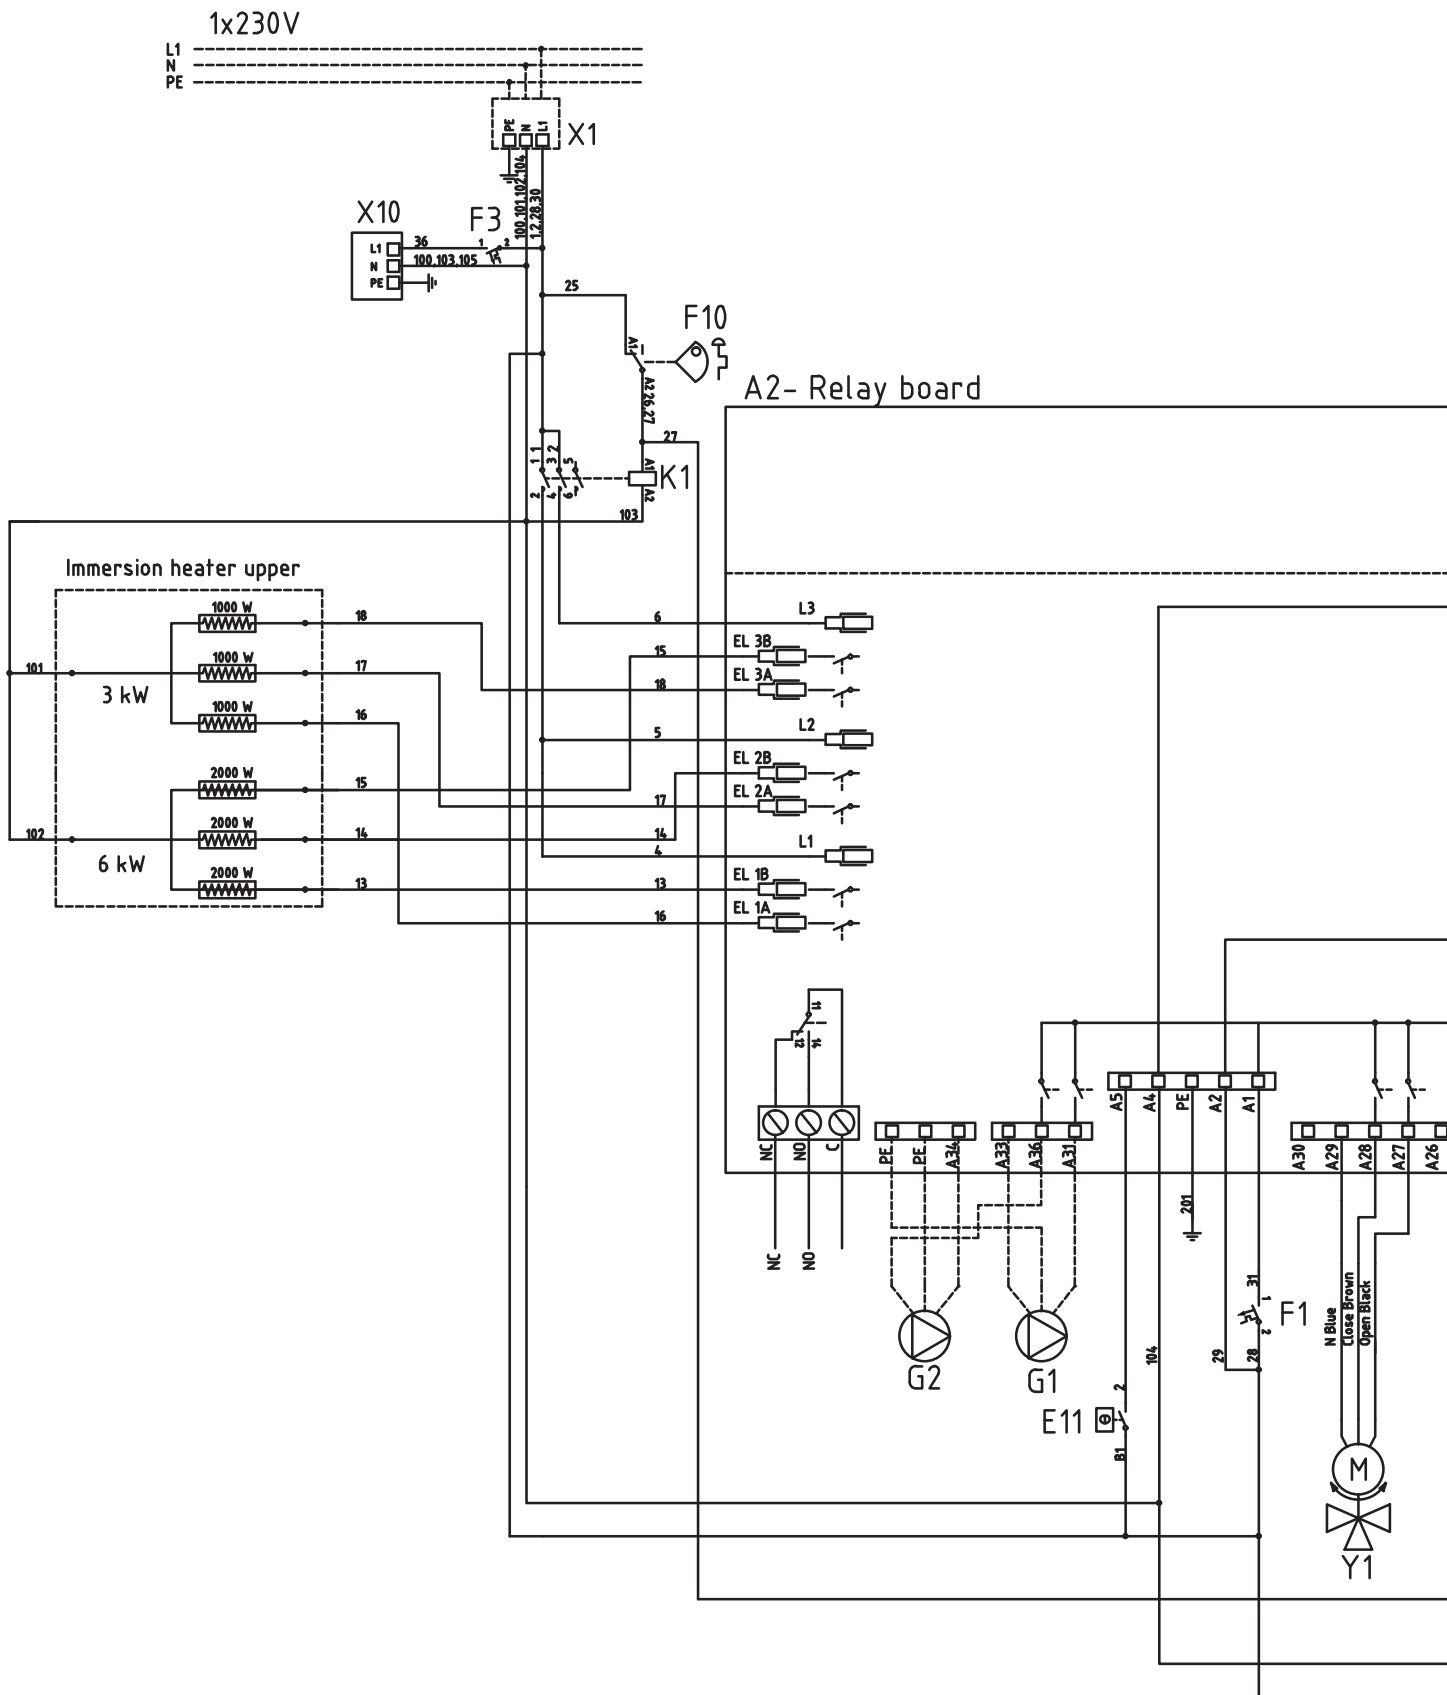 1x230V
L1
N
PE
PE N L1
X1
100,101,102,104
1,2,28,30
X10
F3
L1 36 1 2
N 100,103,105
PE
25
F10
A1
A2 26,27
A2- Relay board
27
1 1
3 2
5
A1
K1
2 4 6
A2
103
Immersion heater upper
1000 W 18
6 L3
1000 W 17
15 EL 3B
101
3 kW
18 EL 3A
1000 W 16
5 L2
2000 W 15
EL 2B
17 EL 2A
2000 W 14
14
102
6 kW
4 L1
2000 W 13
13 EL 1B
16 EL 1A
11
12 14
A5 A4 PE A2 A1
NC NO C
PE PE A34
A33 A36 A31
A30 A29 A28 A27 A26
201
NC NO
31
1
F1
2
N Blue
Close Brown
Open Black
104
29 28
G2 G1
2
E11
B1
M
Y1